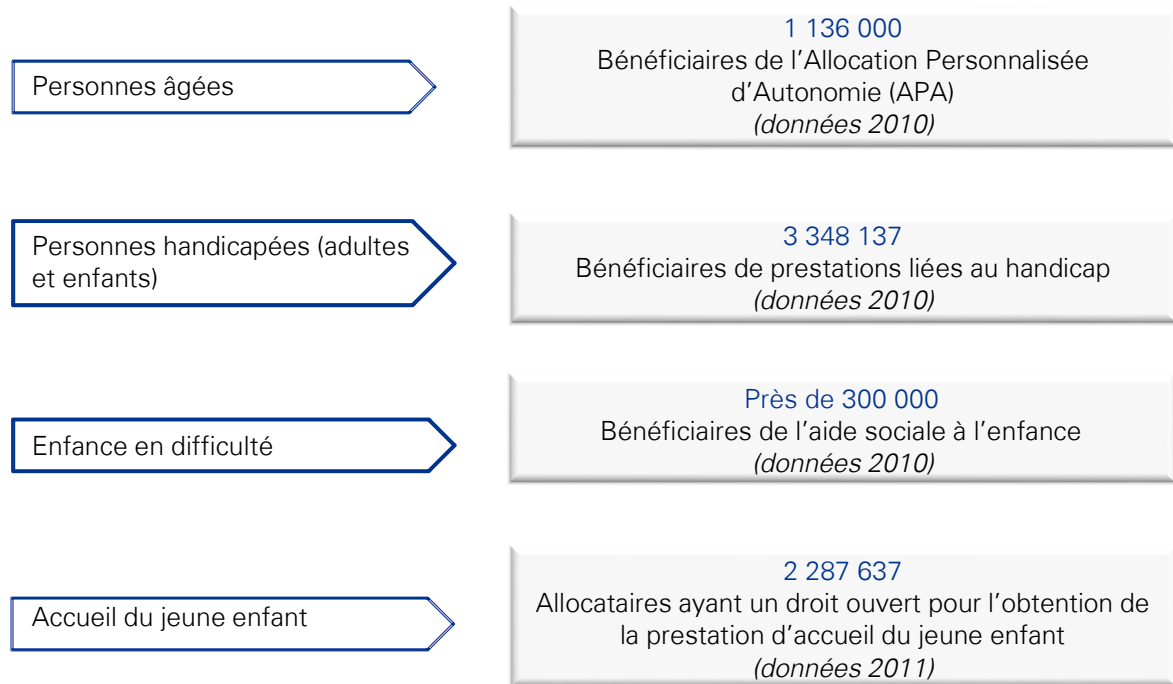 Personnes âgées
1 136 000
Bénéficiaires de l’Allocation Personnalisée
d’Autonomie (APA)
(données 2010)
Personnes handicapées (adultes
et enfants)
3 348 137
Bénéficiaires de prestations liées au handicap
(données 2010)
Enfance en difficulté
Près de 300 000
Bénéficiaires de l’aide sociale à l’enfance
(données 2010)
Accueil du jeune enfant
2 287 637
Allocataires ayant un droit ouvert pour l’obtention de
la prestation d’accueil du jeune enfant
(données 2011)